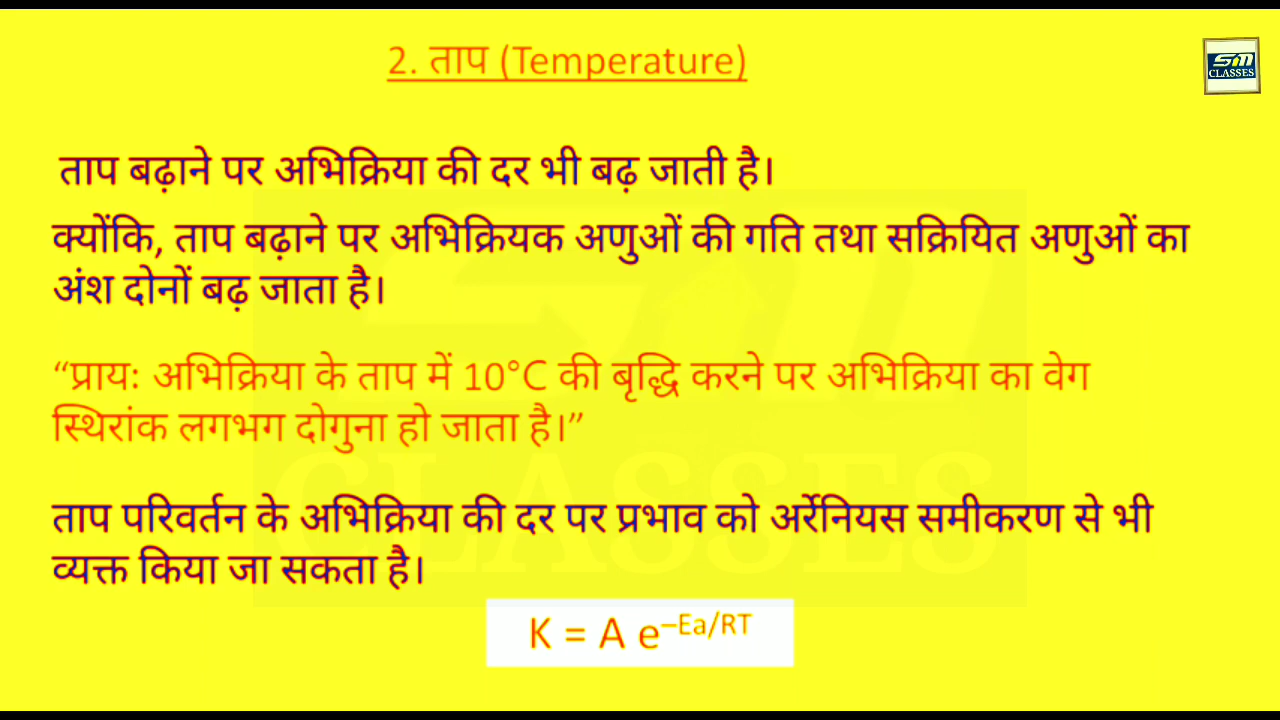 2. ताप (Temperature)
SM
CLASSES
ताप बढ़ाने पर अभिक्रिया की दर भी बढ़ जाती है।
क्योंकि, ताप बढ़ाने पर अभिक्रियक अणुओं की गति तथा सक्रियित अणुओं का
अंश दोनों बढ़ जाता है।
“प्राय: अभिक्रिया के ताप में 10°C की बृद्धि करने पर अभिक्रिया का वेग
स्थिरांक लगभग दोगुना हो जाता है।”
ताप परिवर्तन के अभिक्रिया की दर पर प्रभाव को अर्रेनियस समीकरण से भी
व्यक्त किया जा सकता है।
K = A e–Ea/RT
SM
CLASSES